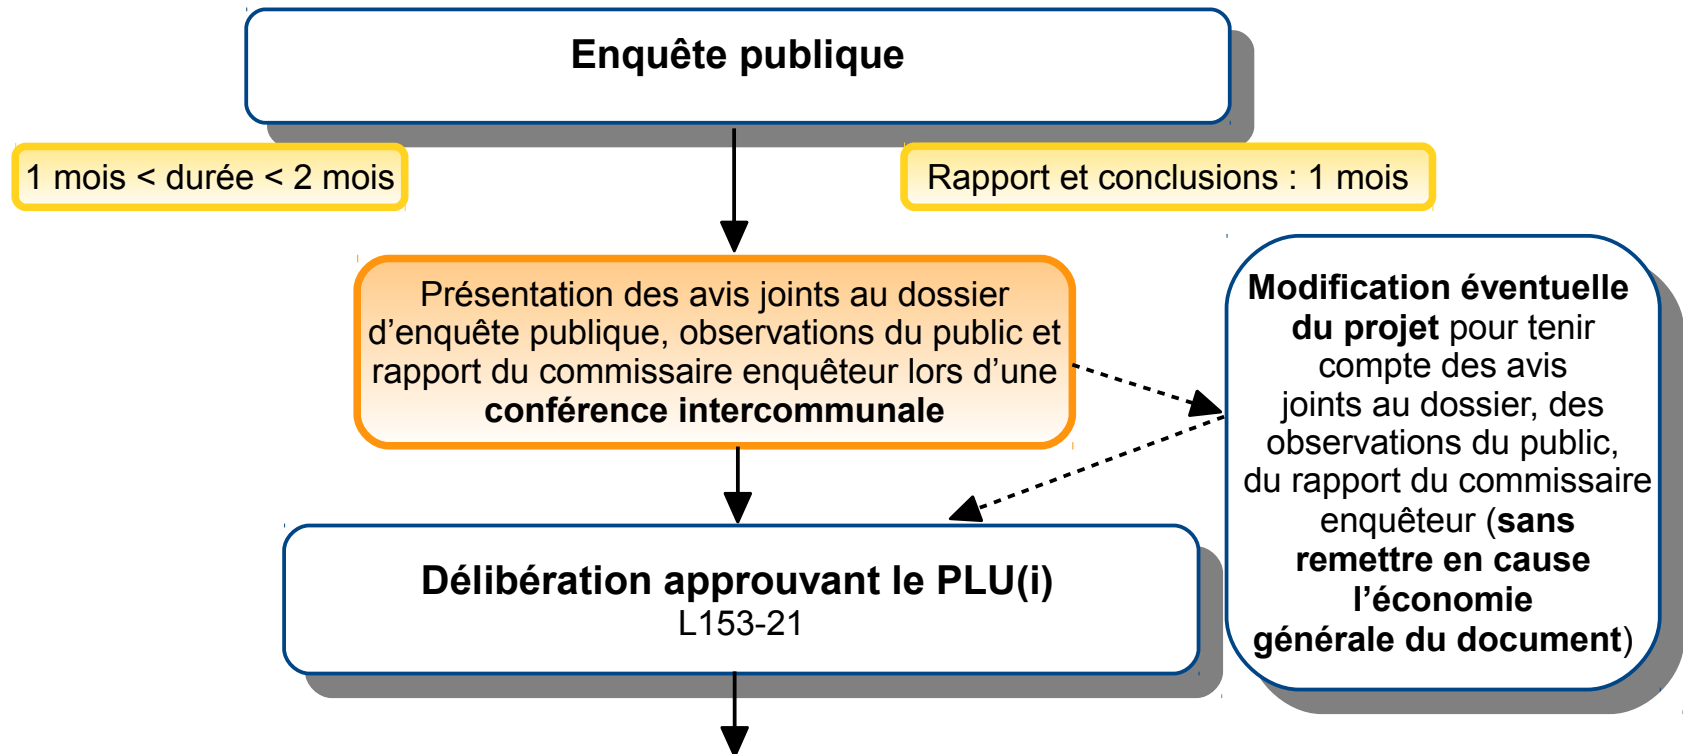 Enquête publique
1 mois < durée < 2 mois
Rapport et conclusions : 1 mois
Présentation des avis joints au dossier
d’enquête publique, observations du public et
rapport du commissaire enquêteur lors d’une
conférence intercommunale
Modification éventuelle
du projet pour tenir
compte des avis
joints au dossier, des
observations du public,
du rapport du commissaire
enquêteur (sans
remettre en cause
l’économie
générale du document)
Délibération approuvant le PLU(i)
L153-21